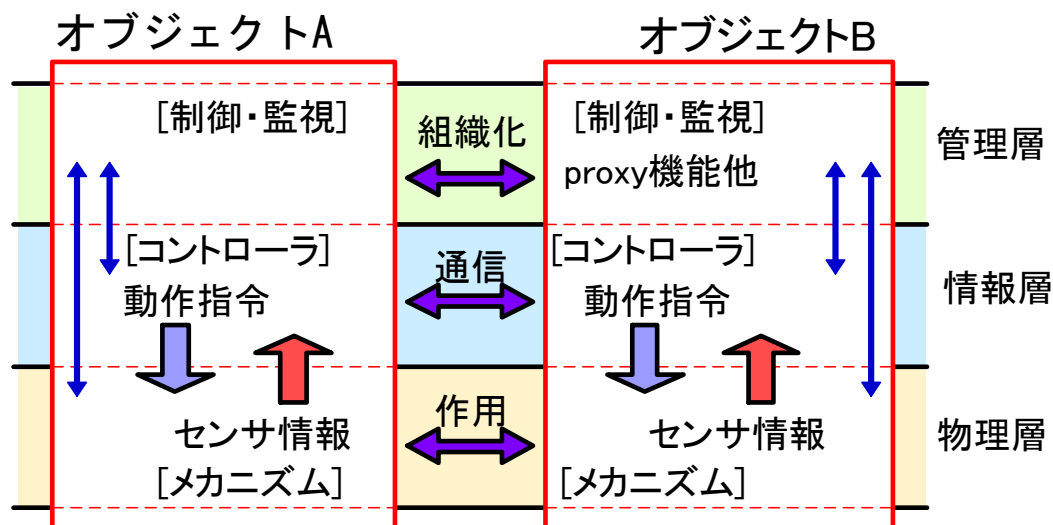 オブジェクトA
オブジェクトB
[制御・監視]
組織化
[制御・監視]
proxy機能他
管理層
[コントローラ]
動作指令
通信
[コントローラ]
動作指令
情報層
センサ情報
[メカニズム]
作用
センサ情報
[メカニズム]
物理層